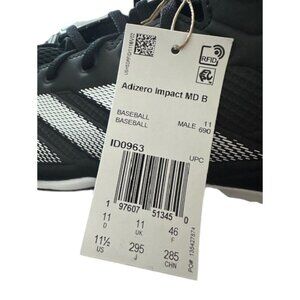 RFID
Adizero Impact MD B
BASEBALL
BASEBALL
MALE 11
690
ID0963
UPC
1 97607 51345 0
11 11 46
D UK F
11½ 295 285
US J CHN